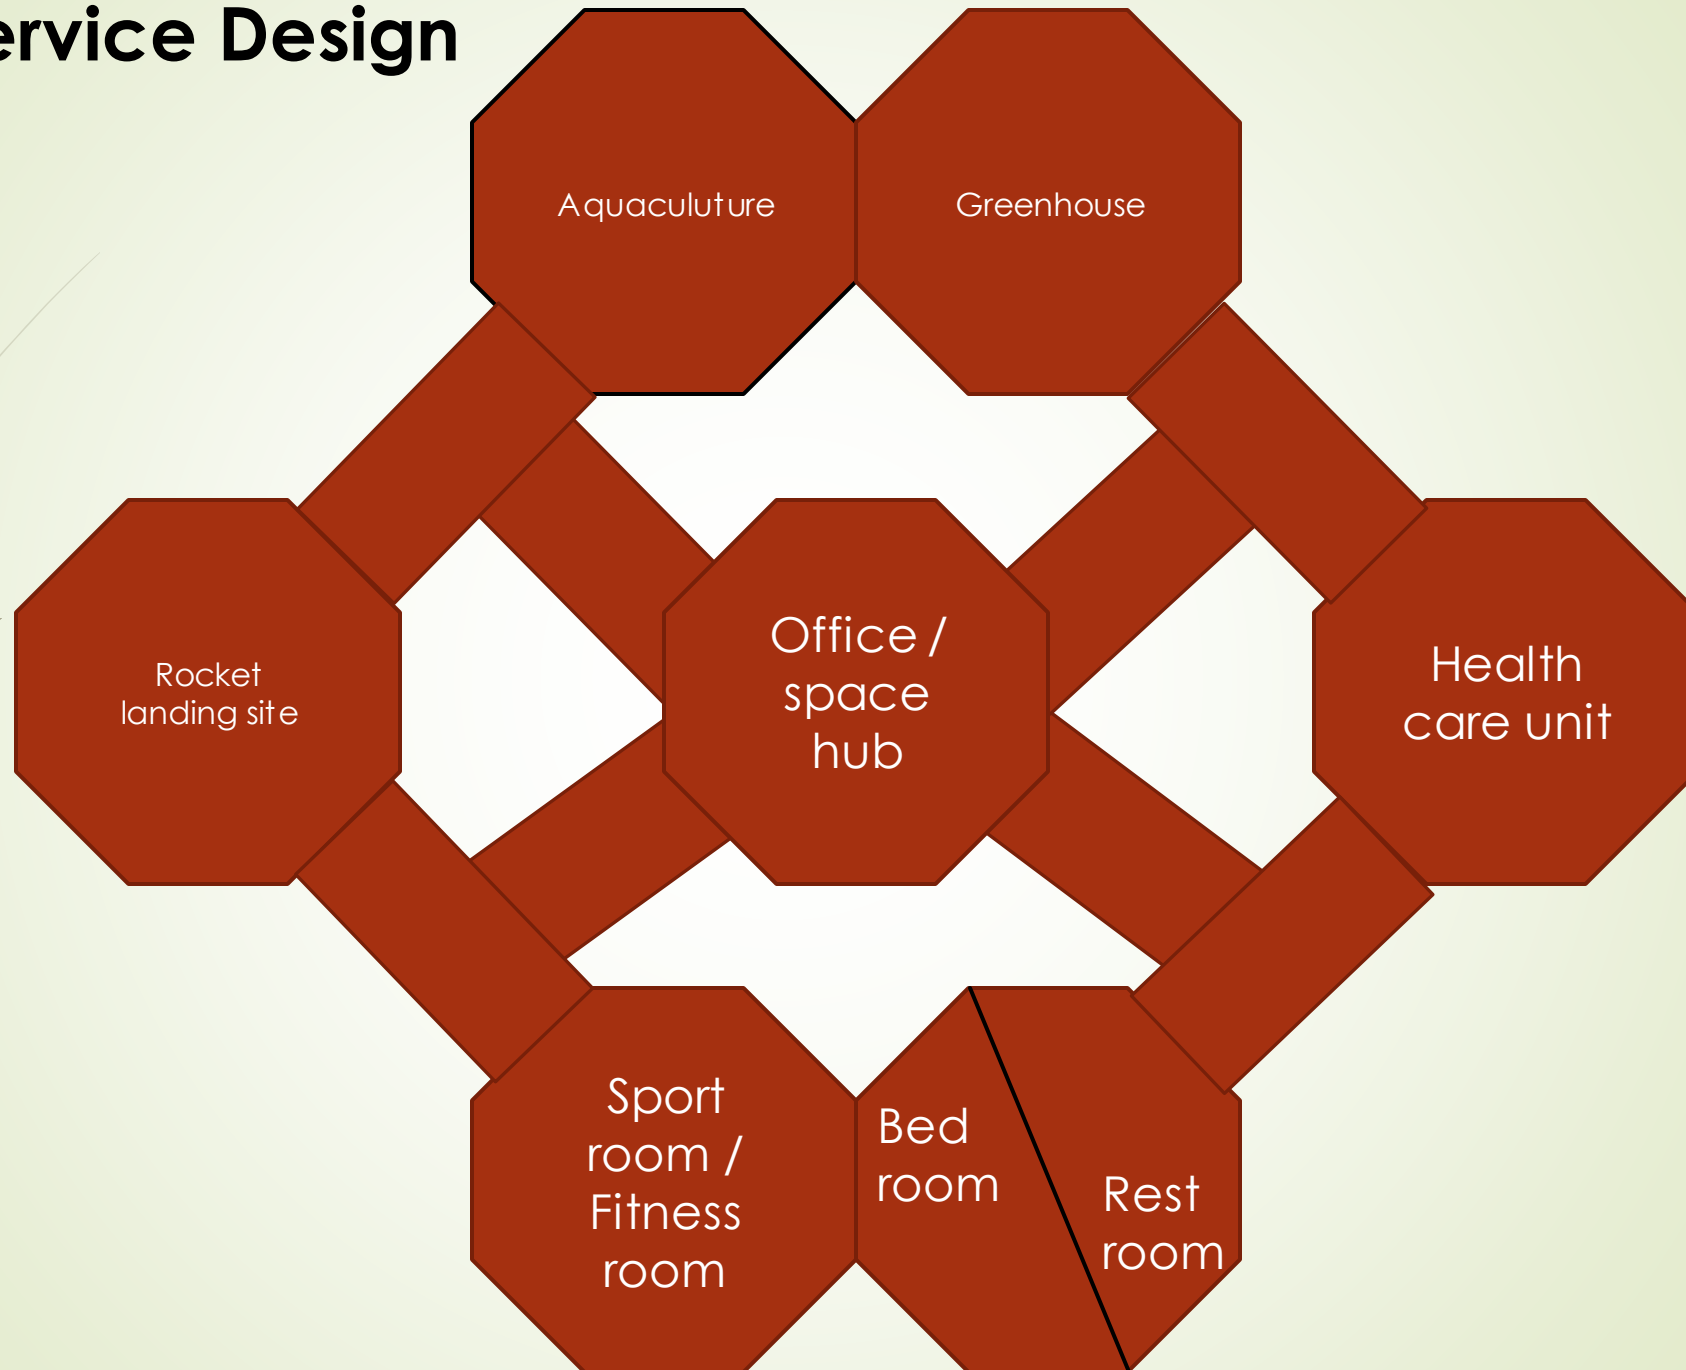 ervice Design
Aquaculuture
Greenhouse
Rocket
landing site
Office /
space
hub
Health
care unit
Sport
room /
Fitness
room
Bed
room
Rest
room